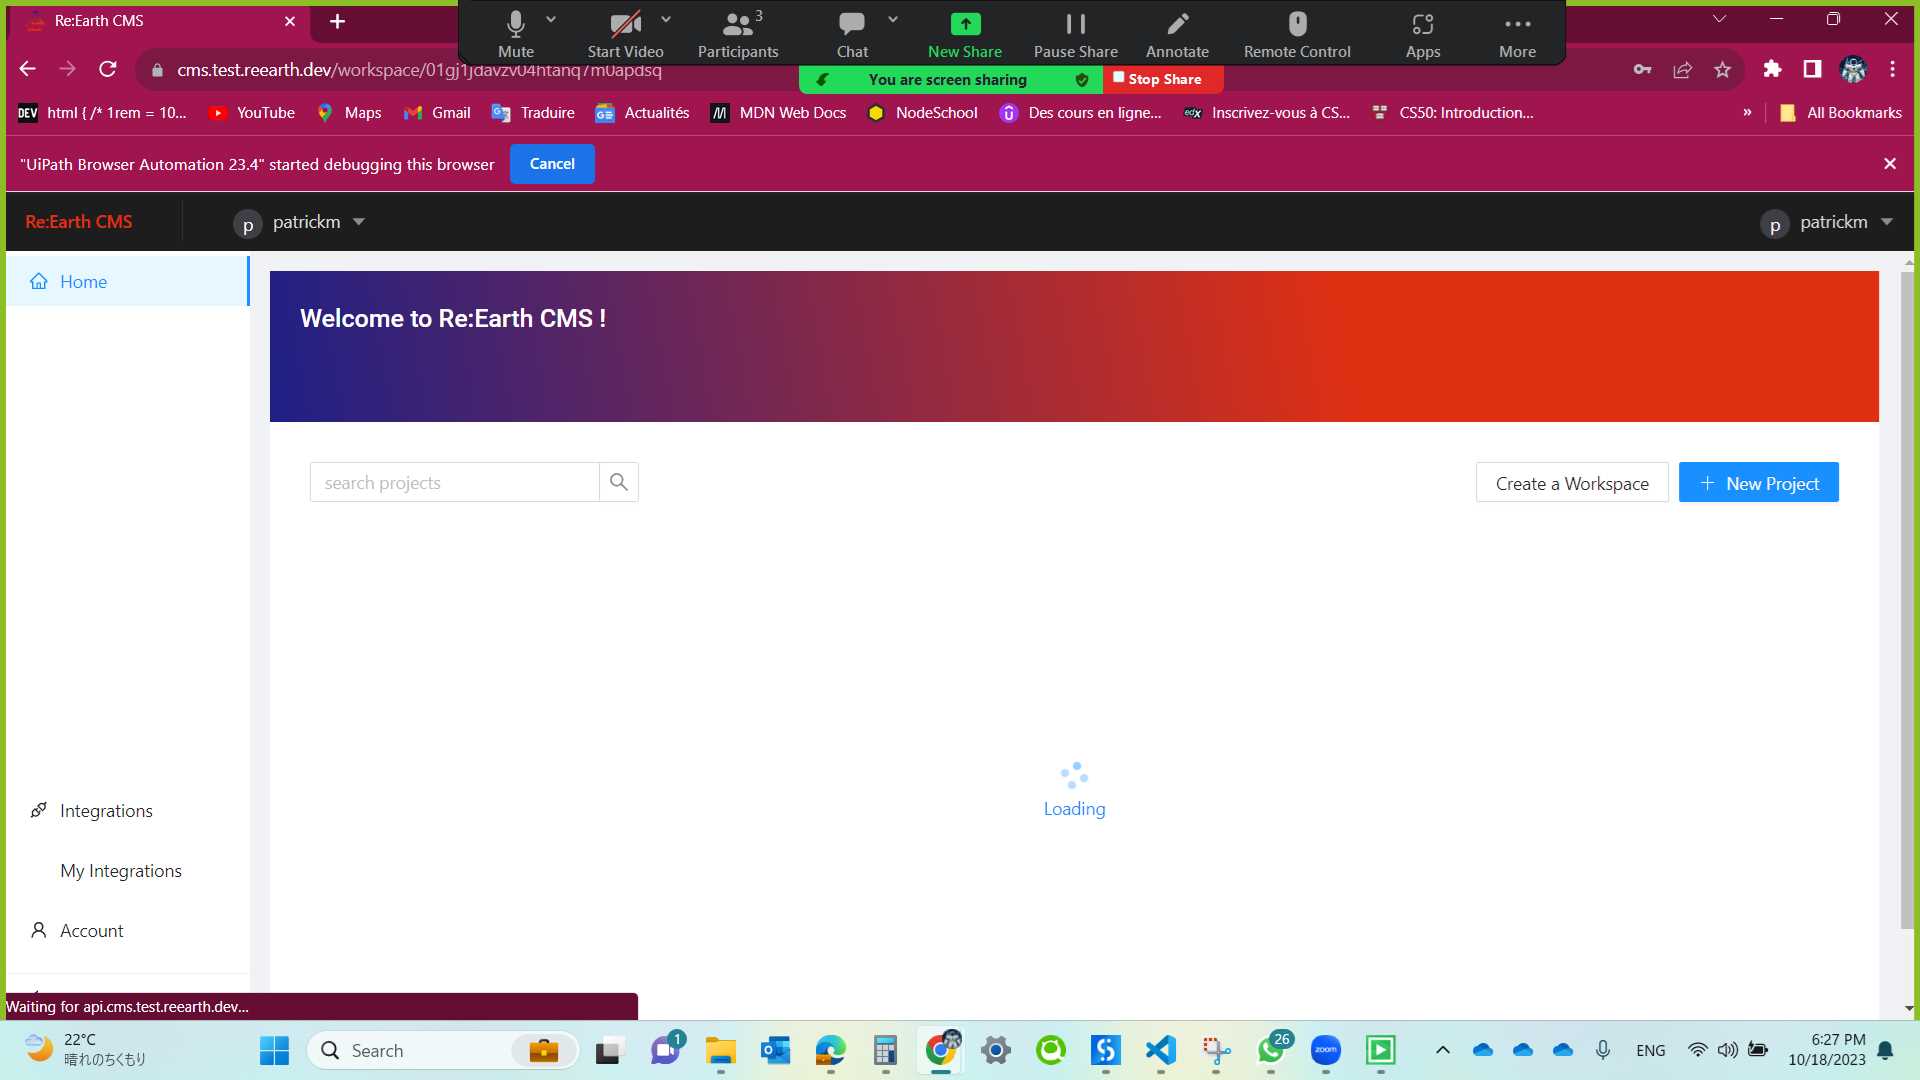 Re:Earth CMS
Mute
Start Video
Participants
3
Chat
New Share
Pause Share
Annotate
Remote Control
Apps
More
cms.test.reearth.dev/workspace/01gj1jdavzv04htanq7m0apdsq
You are screen sharing
Stop Share
DEV html { /* 1rem = 10...
YouTube
Maps
Gmail
Traduire
Actualités
MDN Web Docs
NodeSchool
Des cours en ligne...
edX Inscrivez-vous à CS...
CS50: Introduction...
»
All Bookmarks
"UiPath Browser Automation 23.4" started debugging this browser
Cancel
Re:Earth CMS
p patrickm
p patrickm
Home
Welcome to Re:Earth CMS !
search projects
Create a Workspace
+ New Project
Loading
Integrations
My Integrations
Account
Waiting for api.cms.test.reearth.dev...
22°C
晴れのちくもり
Search
1
26
zoom
ENG
6:27 PM
10/18/2023